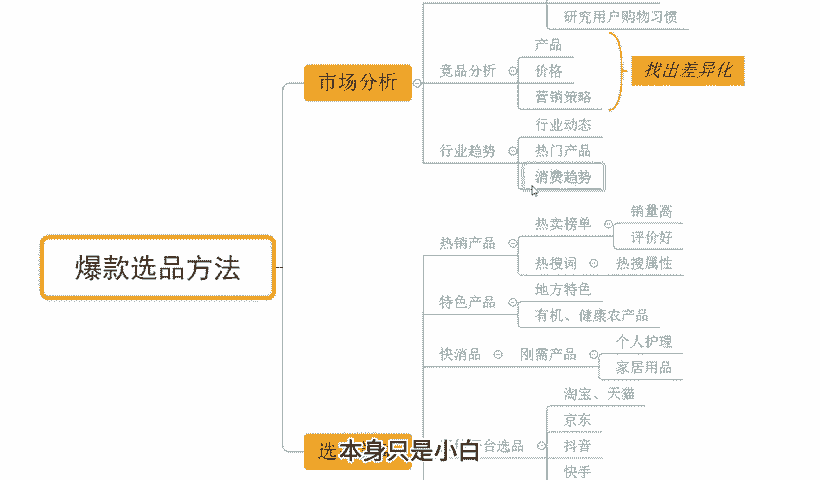 研究用户购物习惯
产品
竞品分析
价格
找出差异化
市场分析
营销策略
行业动态
行业趋势
热门产品
消费趋势
销量高
热卖榜单
评价好
热销产品
热搜词
热搜属性
爆款选品方法
地方特色
特色产品
有机、健康农产品
个人护理
快消品
刚需产品
家居用品
淘宝、天猫
京东
选
本身只是小白
台选品
抖音
快手